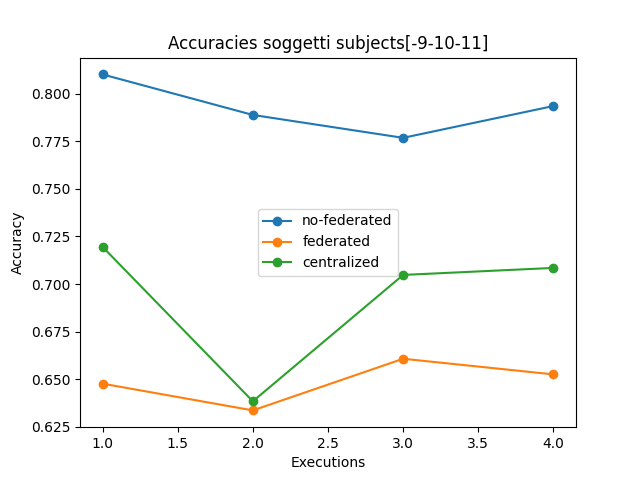 Accuracies soggetti subjects[-9-10-11]
0.800
0.775
0.750
0.725
0.700
0.675
0.650
0.625
Accuracy
no-federated
federated
centralized
1.0 1.5 2.0 2.5 3.0 3.5 4.0
Executions